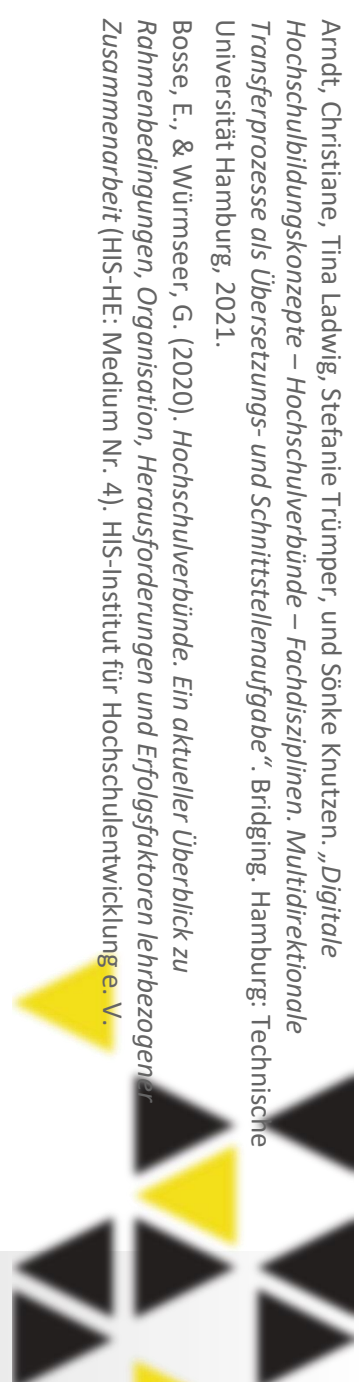 Arndt, Christiane, Tina Ladwig, Stefanie Trümper, und Sönke Knutzen. „Digitale
Hochschulbildungskonzepte – Hochschulverbünde – Fachdisziplinen. Multidirektionale
Transferprozesse als Übersetzungs- und Schnittstellenaufgabe“. Bridging. Hamburg: Technische
Universität Hamburg, 2021.
Bosse, E., & Würmseer, G. (2020). Hochschulverbünde. Ein aktueller Überblick zu
Rahmenbedingungen, Organisation, Herausforderungen und Erfolgsfaktoren lehrbezogener
Zusammenarbeit (HIS-HE: Medium Nr. 4). HIS-Institut für Hochschulentwicklung e. V.